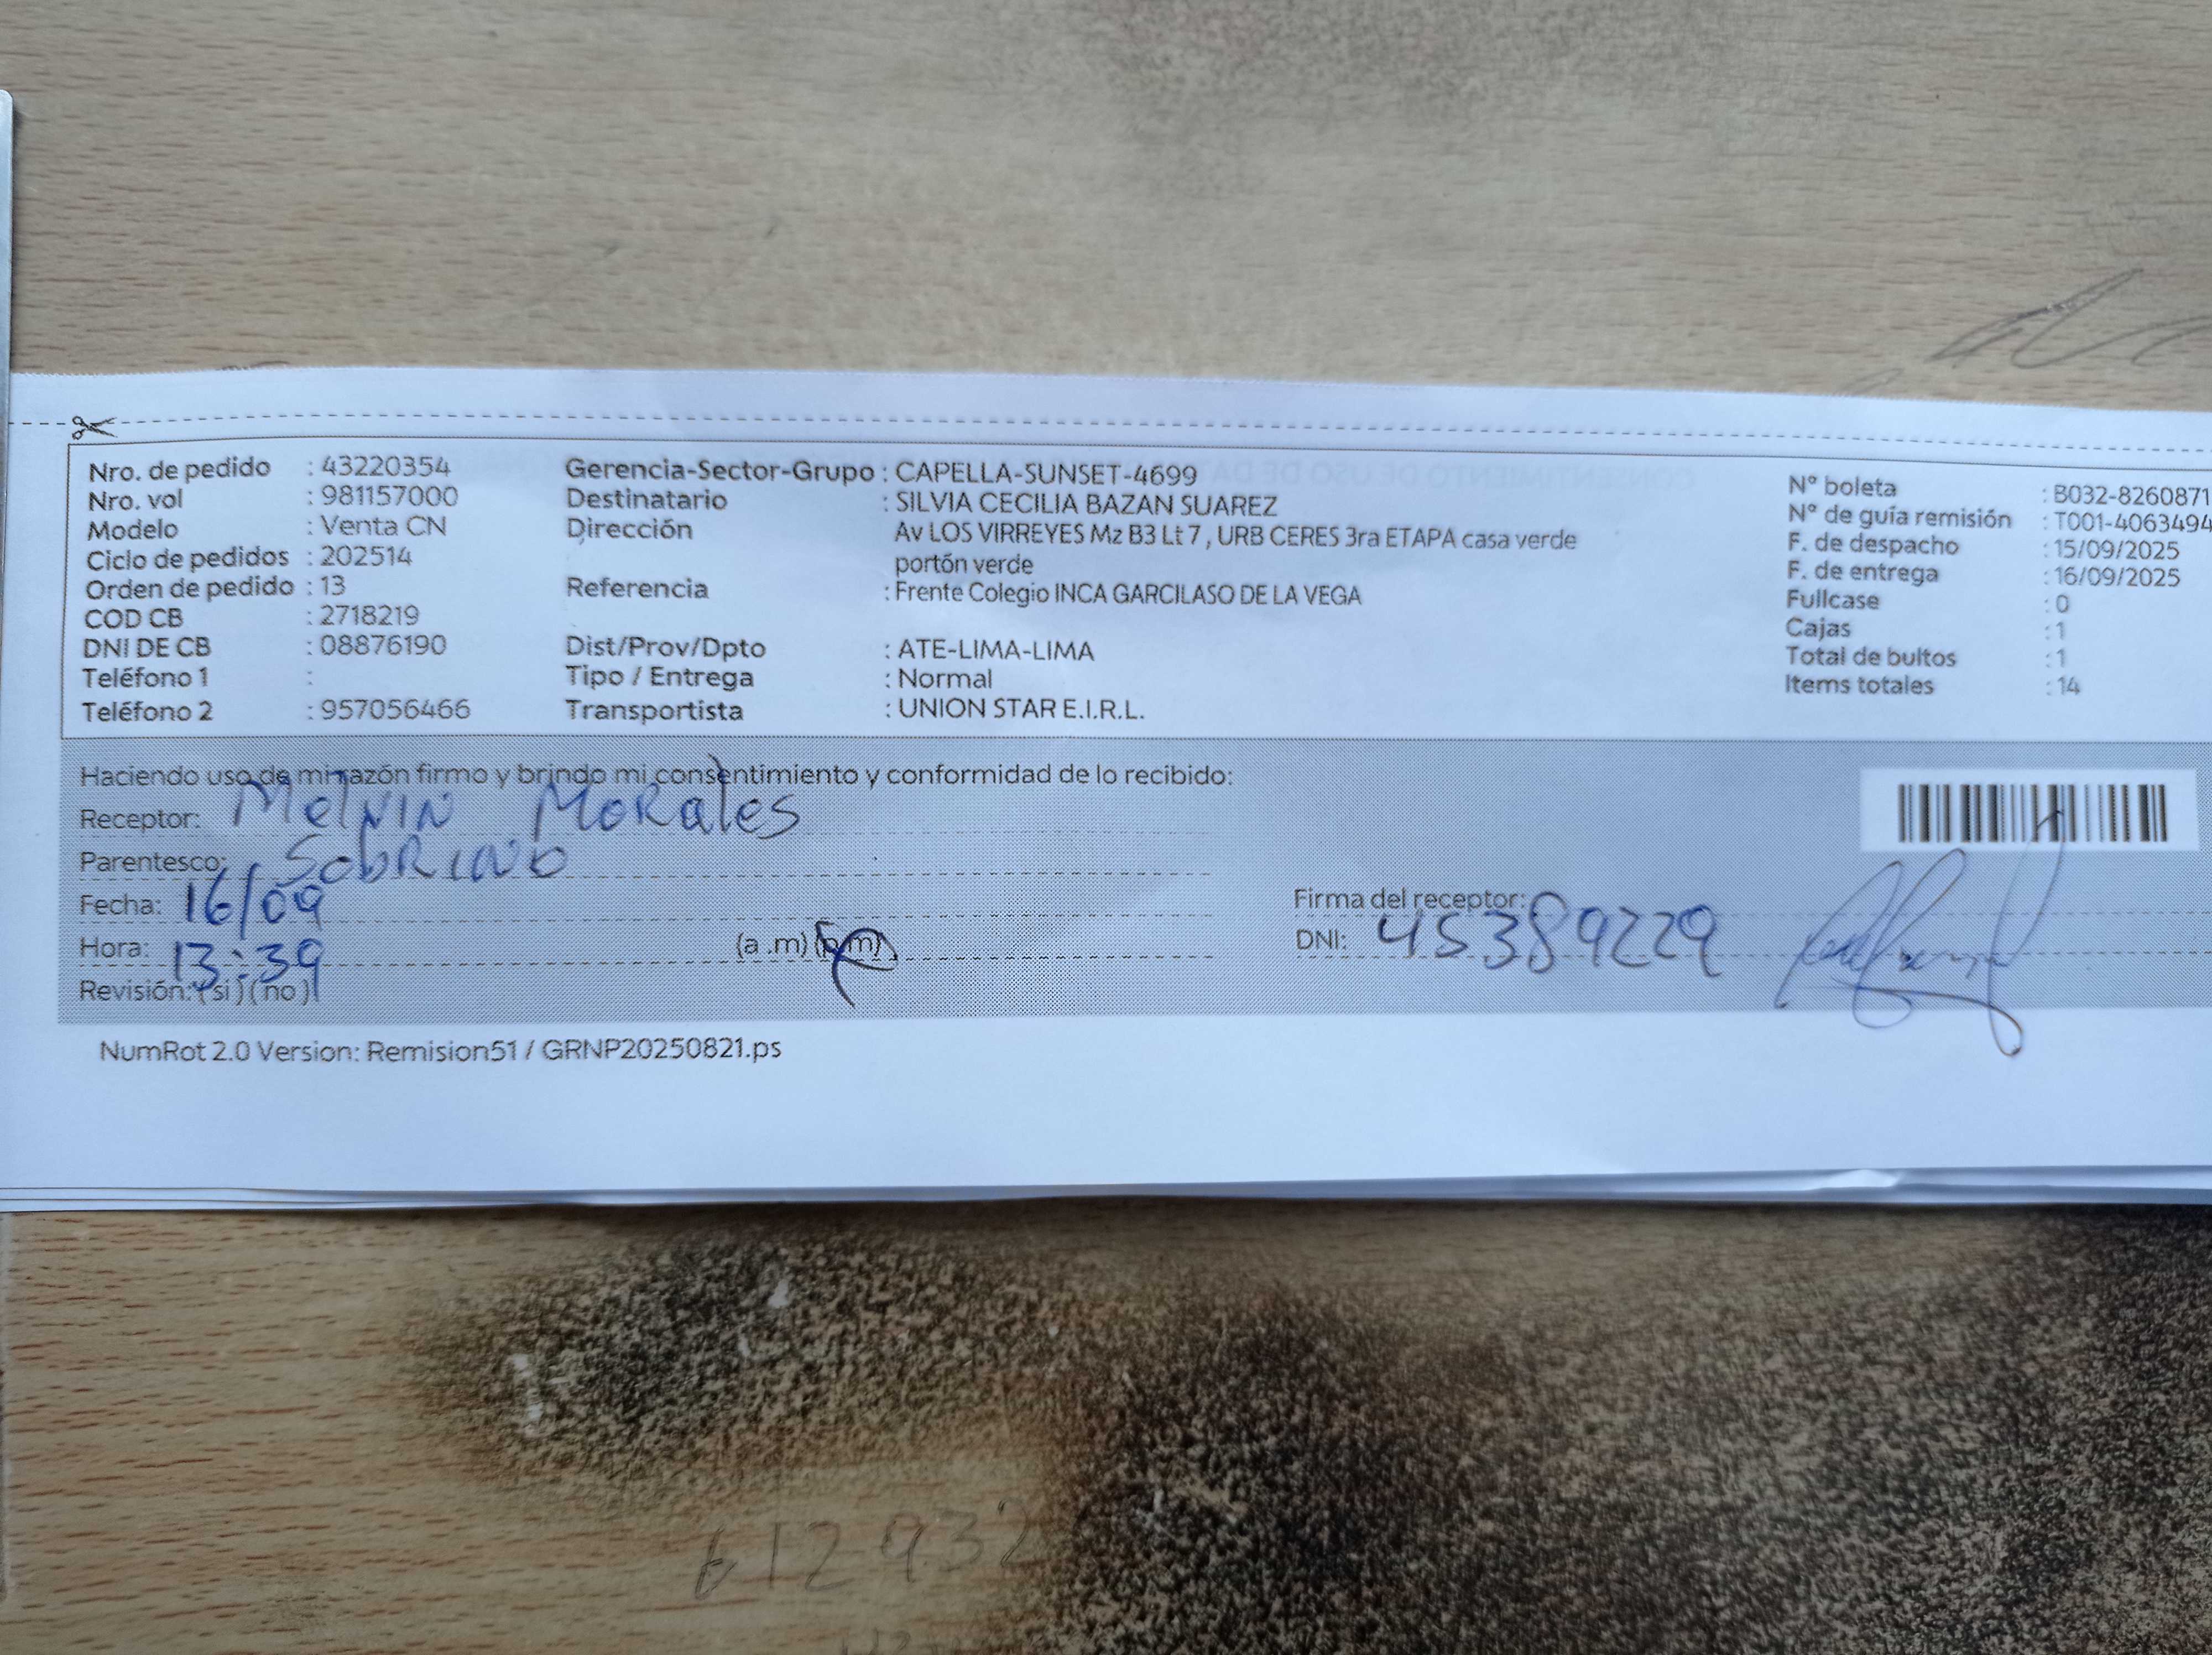 Nro. de pedido : 43220354
Nro. vol : 981157000
Modelo : Venta CN
Ciclo de pedidos : 202514
Orden de pedido : 13
COD CB : 2718219
DNI DE CB : 08876190
Teléfono 1 :
Teléfono 2 : 957056466
Gerencia-Sector-Grupo : CAPELLA-SUNSET-4699
Destinatario : SILVIA CECILIA BAZAN SUAREZ
Dirección Av LOS VIRREYES Mz B3 Lt 7 , URB CERES 3ra ETAPA casa verde
portón verde
Referencia : Frente Colegio INCA GARCILASO DE LA VEGA
Dist/Prov/Dpto : ATE-LIMA-LIMA
Tipo / Entrega : Normal
Transportista : UNION STAR E.I.R.L.
N° boleta : B032-8260871
N° de guía remisión : T001-4063494
F. de despacho : 15/09/2025
F. de entrega : 16/09/2025
Fullcase : 0
Cajas : 1
Total de bultos : 1
Items totales : 14
Haciendo uso de mi razón firmo y brindo mi consentimiento y conformidad de lo recibido:
Receptor: Melvin Morales
Parentesco: Sobrino
Fecha: 16/09
Hora: 13:39 (a .m) (p.m)
Revisión: (si) (no)
Firma del receptor:
DNI: 45389229
NumRot 2.0 Version: Remision51 / GRNP20250821.ps
612932